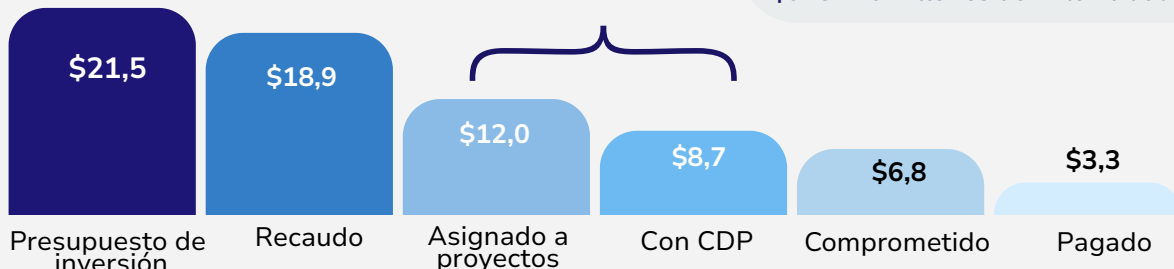 $21,5
$18,9
$12,0
$8,7
$6,8
$3,3
Presupuesto de
inversión
Recaudo
Asignado a
proyectos
Con CDP
Comprometido
Pagado